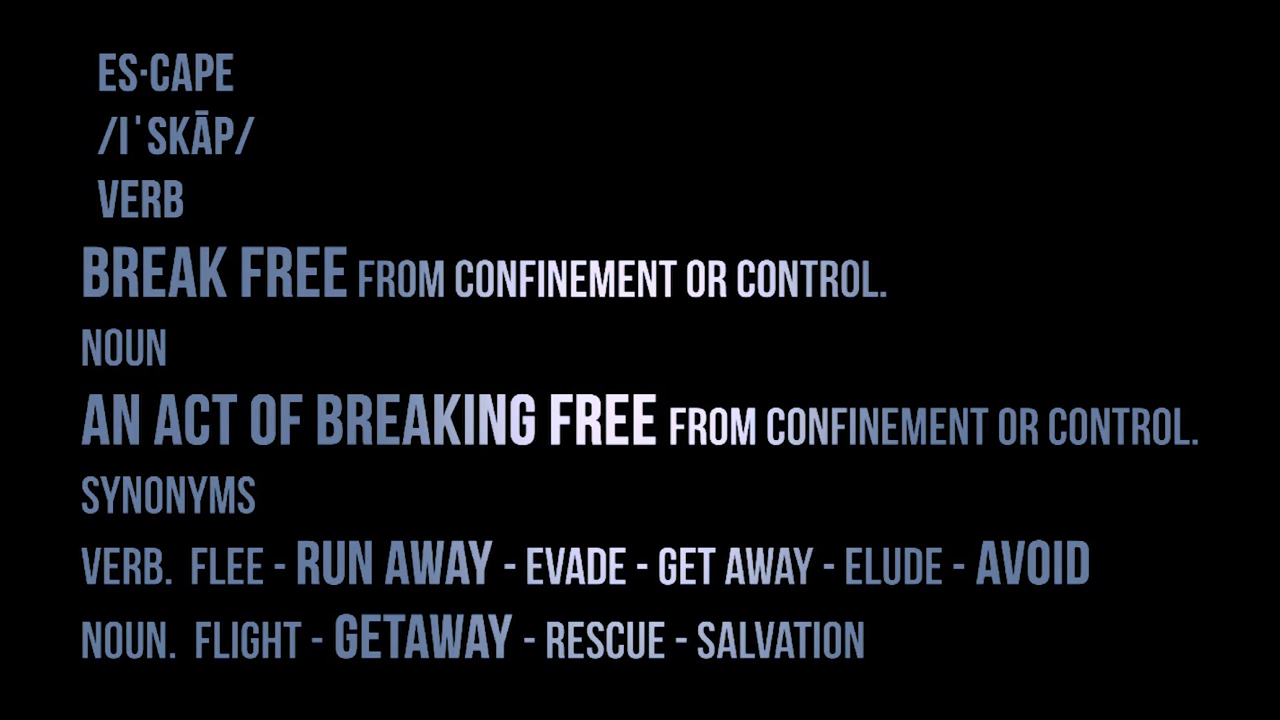 ES·CAPE
/IˈSKĀP/
VERB
BREAK FREE FROM CONFINEMENT OR CONTROL.
NOUN
AN ACT OF BREAKING FREE FROM CONFINEMENT OR CONTROL.
SYNONYMS
VERB. FLEE - RUN AWAY - EVADE - GET AWAY - ELUDE - AVOID
NOUN. FLIGHT - GETAWAY - RESCUE - SALVATION